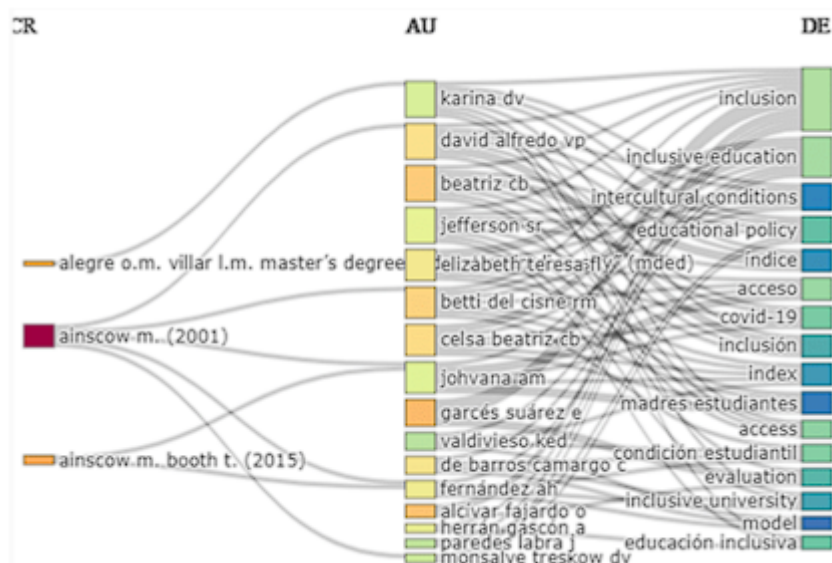 CR
AU
DE
alegre o.m. villar l.m. master's degree
ainscow m. (2001)
ainscow m. booth t. (2015)
karina dv
david alfredo vp
beatriz cb
jefferson sr
elizabeth teresa fly (mded)
betti del cisne rm
celsa beatriz cb
johvana am
garcés suárez e
valdivieso ked
de barros camargo c
fernández ah
alcívar fajardo o
herrán gascón a
paredes labra j
monsalve treskow dv
inclusion
inclusive education
intercultural conditions
educational policy
índice
acceso
covid-19
inclusión
index
madres estudiantes
access
condición estudiantil
evaluation
inclusive university
model
educación inclusiva